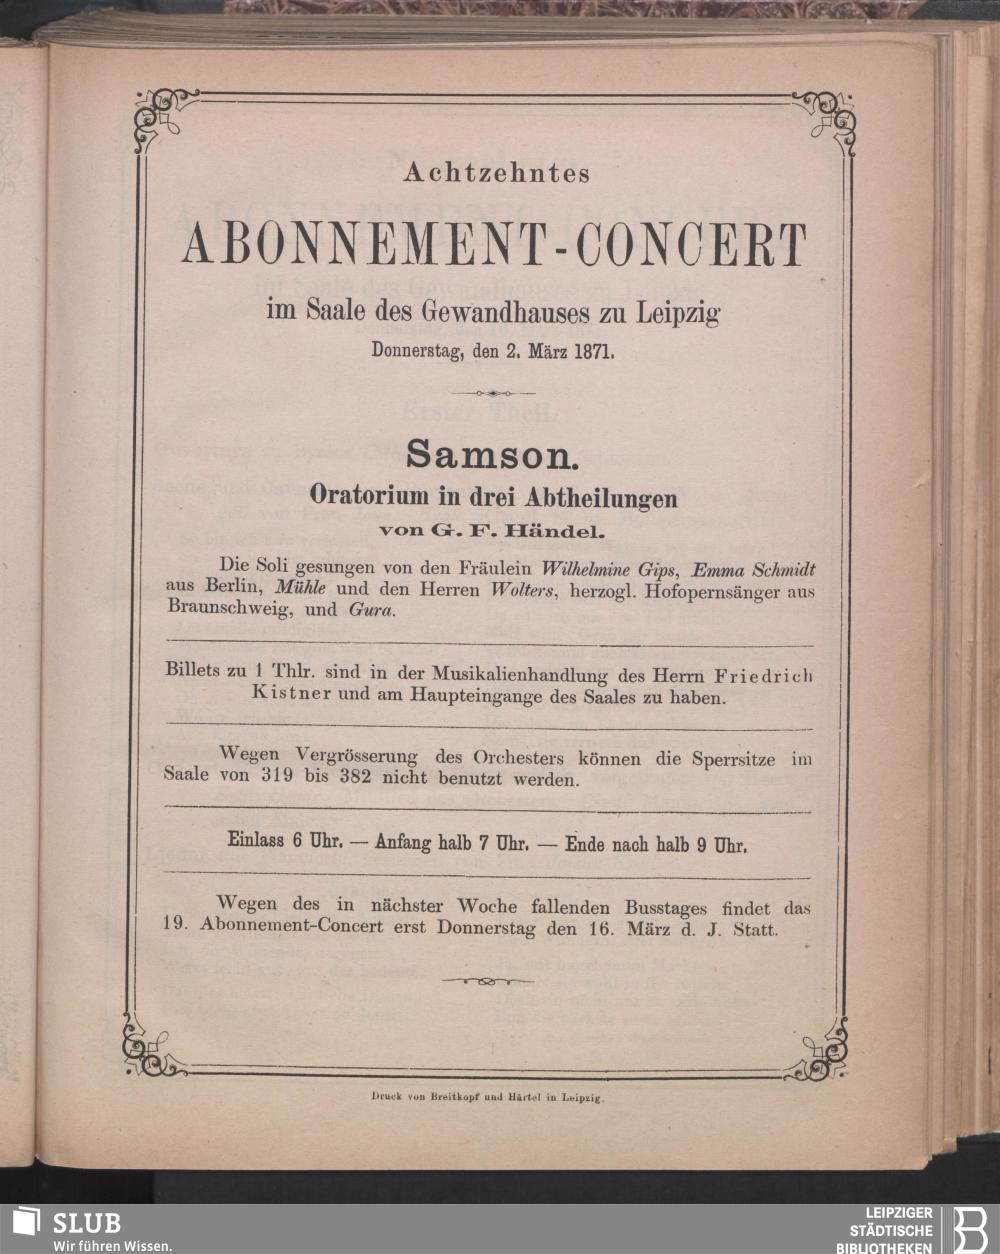 Achtzehntes
ABONNEMENT-CONCERT
im Saale des Gewandhauses zu Leipzig
Donnerstag, den 2. März 1871.
Samson.
Oratorium in drei Abtheilungen
von G. F. Händel.
Die Soli gesungen von den Fräulein Wilhelmine Gips, Emma Schmidt
aus Berlin, Mühle und den Herren Wolters, herzogl. Hofopernsänger aus
Braunschweig, und Gura.
Billets zu 1 Thlr. sind in der Musikalienhandlung des Herrn Friedrich
Kistner und am Haupteingange des Saales zu haben.
Wegen Vergrösserung des Orchesters können die Sperrsitze im
Saale von 319 bis 382 nicht benutzt werden.
Einlass 6 Uhr. — Anfang halb 7 Uhr. — Ende nach halb 9 Uhr.
Wegen des in nächster Woche fallenden Busstages findet das
19. Abonnement-Concert erst Donnerstag den 16. März d. J. Statt.
Druck von Breitkopf und Härtel in Leipzig.
SLUB
Wir führen Wissen.
LEIPZIGER
STÄDTISCHE
BIBLIOTHEKEN